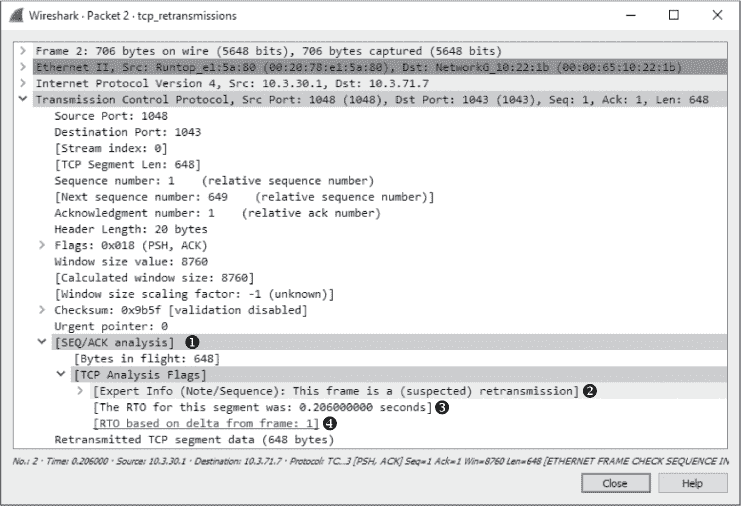 Wireshark · Packet 2 · tcp_retransmissions
Frame 2: 706 bytes on wire (5648 bits), 706 bytes captured (5648 bits)
Ethernet II, Src: Runtop_e1:5a:80 (00:20:78:e1:5a:80), Dst: NetworkG_10:22:1b (00:00:65:10:22:1b)
Internet Protocol Version 4, Src: 10.3.30.1, Dst: 10.3.71.7
Transmission Control Protocol, Src Port: 1048 (1048), Dst Port: 1043 (1043), Seq: 1, Ack: 1, Len: 648
Source Port: 1048
Destination Port: 1043
[Stream index: 0]
[TCP Segment Len: 648]
Sequence number: 1 (relative sequence number)
[Next sequence number: 649 (relative sequence number)]
Acknowledgment number: 1 (relative ack number)
Header Length: 20 bytes
Flags: 0x018 (PSH, ACK)
Window size value: 8760
[Calculated window size: 8760]
[Window size scaling factor: -1 (unknown)]
Checksum: 0x9b5f [validation disabled]
Urgent pointer: 0
[SEQ/ACK analysis] ❶
[Bytes in flight: 648]
[TCP Analysis Flags]
[Expert Info (Note/Sequence): This frame is a (suspected) retransmission] ❷
[The RTO for this segment was: 0.206000000 seconds] ❸
[RTO based on delta from frame: 1] ❹
Retransmitted TCP segment data (648 bytes)
No.: 2 · Time: 0.206000 · Source: 10.3.30.1 · Destination: 10.3.71.7 · Protocol: TC...3 [PSH, ACK] Seq=1 Ack=1 Win=8760 Len=648 [ETHERNET FRAME CHECK SEQUENCE IN
Close Help